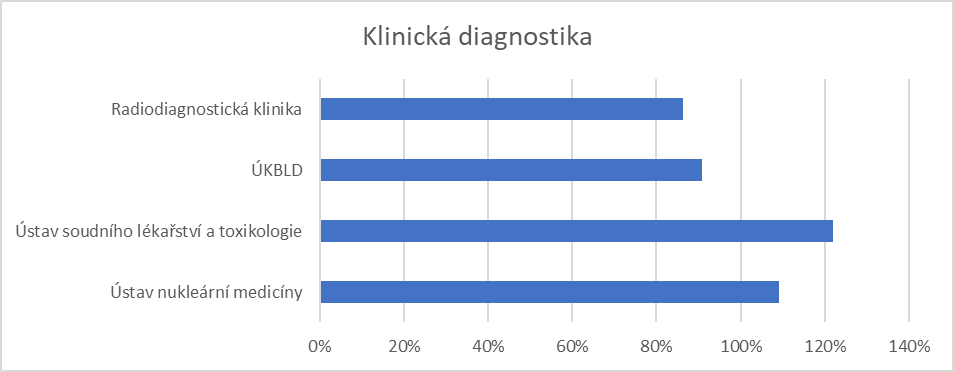 Klinická diagnostika
Radiodiagnostická klinika
ÚKBLD
Ústav soudního lékařství a toxikologie
Ústav nukleární medicíny
0% 20% 40% 60% 80% 100% 120% 140%